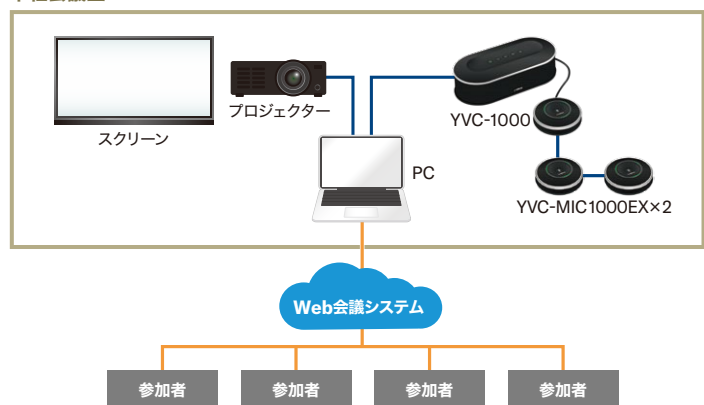 プロジェクター
スクリーン
YVC-1000
PC
YVC-MIC1000EX×2
Web会議システム
参加者
参加者
参加者
参加者